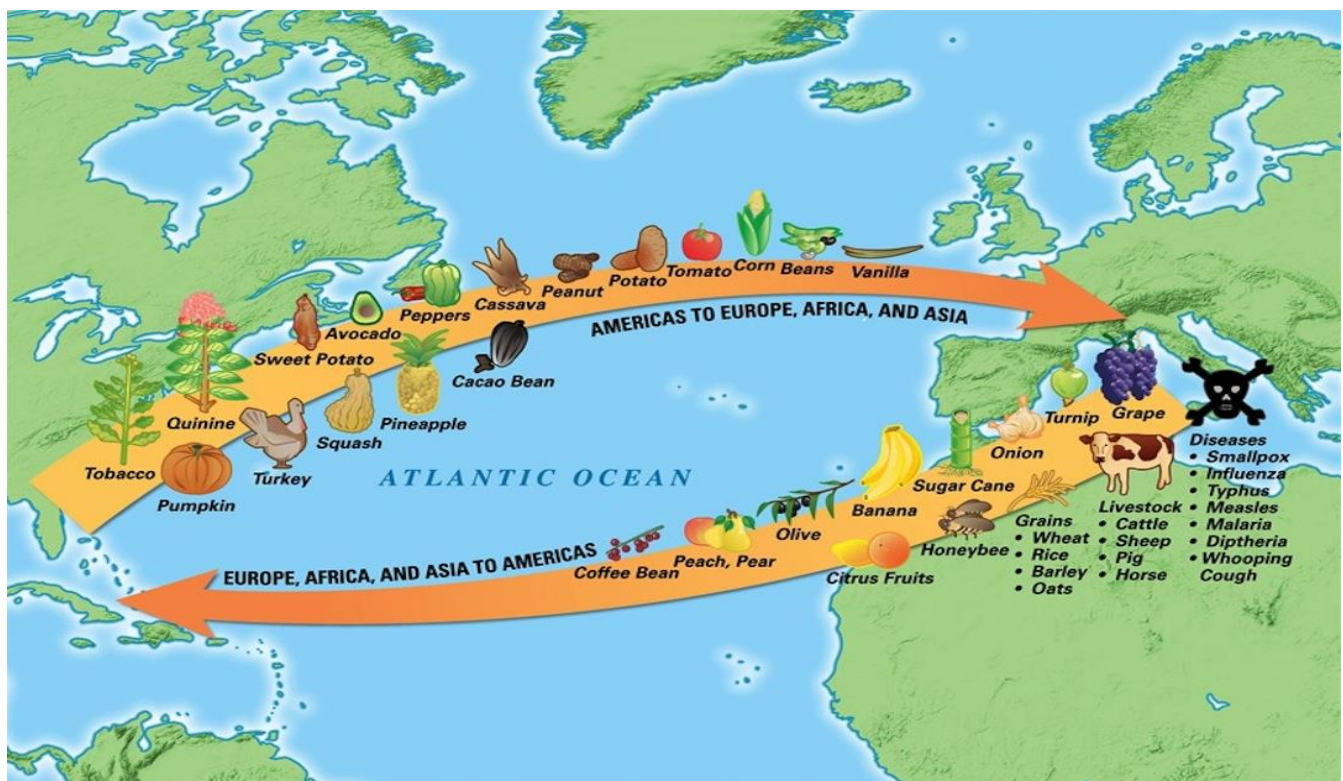 Tobacco
Quinine
Pumpkin
Turkey
Sweet Potato
Avocado
Squash
Peppers
Pineapple
Cassava
Cacao Bean
Peanut
Potato
Tomato
Corn
Beans
Vanilla
AMERICAS TO EUROPE, AFRICA, AND ASIA
ATLANTIC OCEAN
EUROPE, AFRICA, AND ASIA TO AMERICAS
Coffee Bean
Peach, Pear
Olive
Banana
Citrus Fruits
Sugar Cane
Honeybee
Onion
Turnip
Grape
Grains
• Wheat
• Rice
• Barley
• Oats
Livestock
• Cattle
• Sheep
• Pig
• Horse
Diseases
• Smallpox
• Influenza
• Typhus
• Measles
• Malaria
• Diptheria
• Whooping
Cough